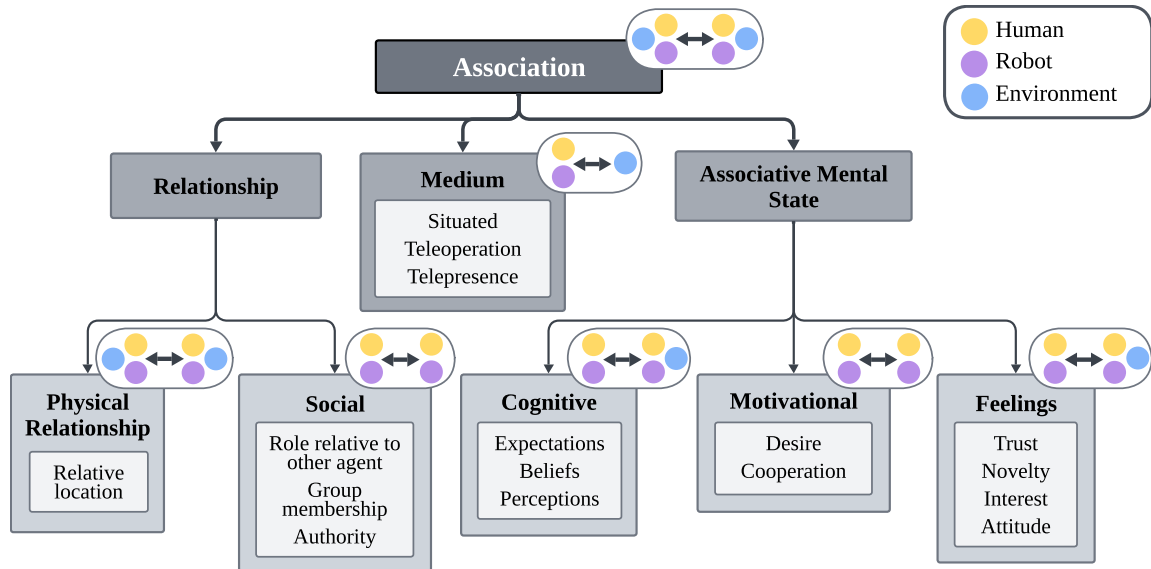 Association
Human
Robot
Environment
Relationship
Medium
Situated
Teleoperation
Telepresence
Associative Mental
State
Physical
Relationship
Relative
location
Social
Role relative to
other agent
Group
membership
Authority
Cognitive
Expectations
Beliefs
Perceptions
Motivational
Desire
Cooperation
Feelings
Trust
Novelty
Interest
Attitude